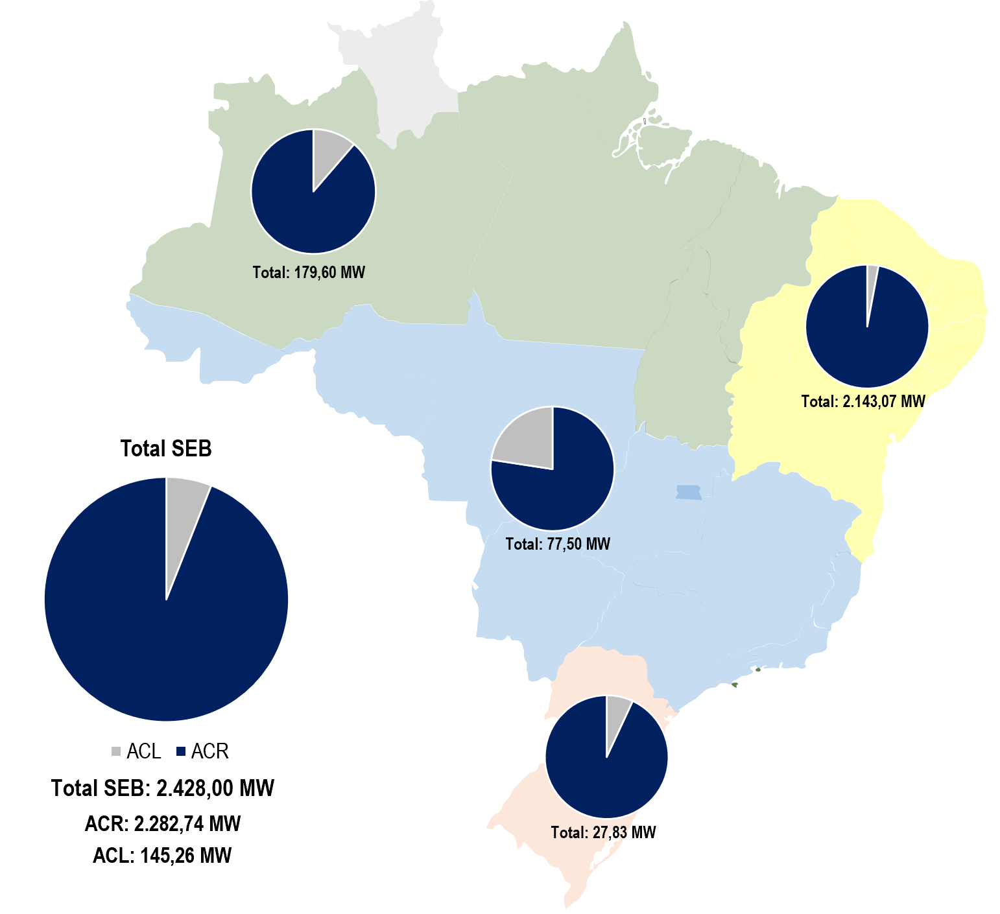 Total: 179,60 MW
Total: 2.143,07 MW
Total: 77,50 MW
Total: 27,83 MW
Total SEB
ACL ACR
Total SEB: 2.428,00 MW
ACR: 2.282,74 MW
ACL: 145,26 MW